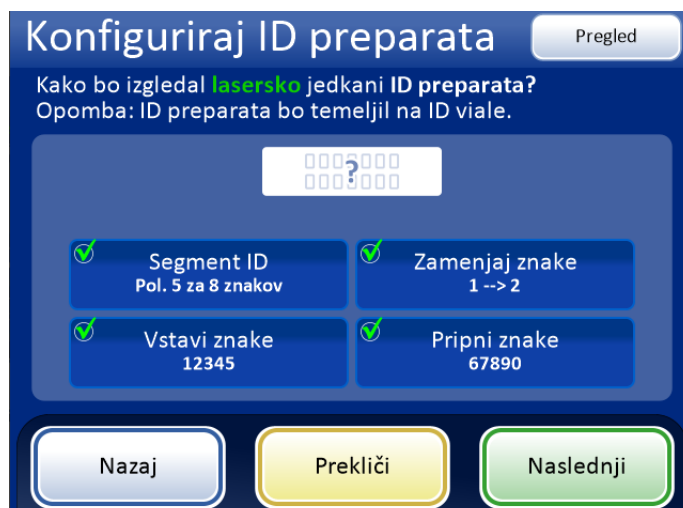 Konfiguriraj ID preparata
Pregled
Kako bo izgledal lasersko jedkani ID preparata?
Opomba: ID preparata bo temeljil na ID viale.
?
Segment ID
Pol. 5 za 8 znakov
Zamenjaj znake
1 --> 2
Vstavi znake
12345
Pripni znake
67890
Nazaj
Prekliči
Naslednji